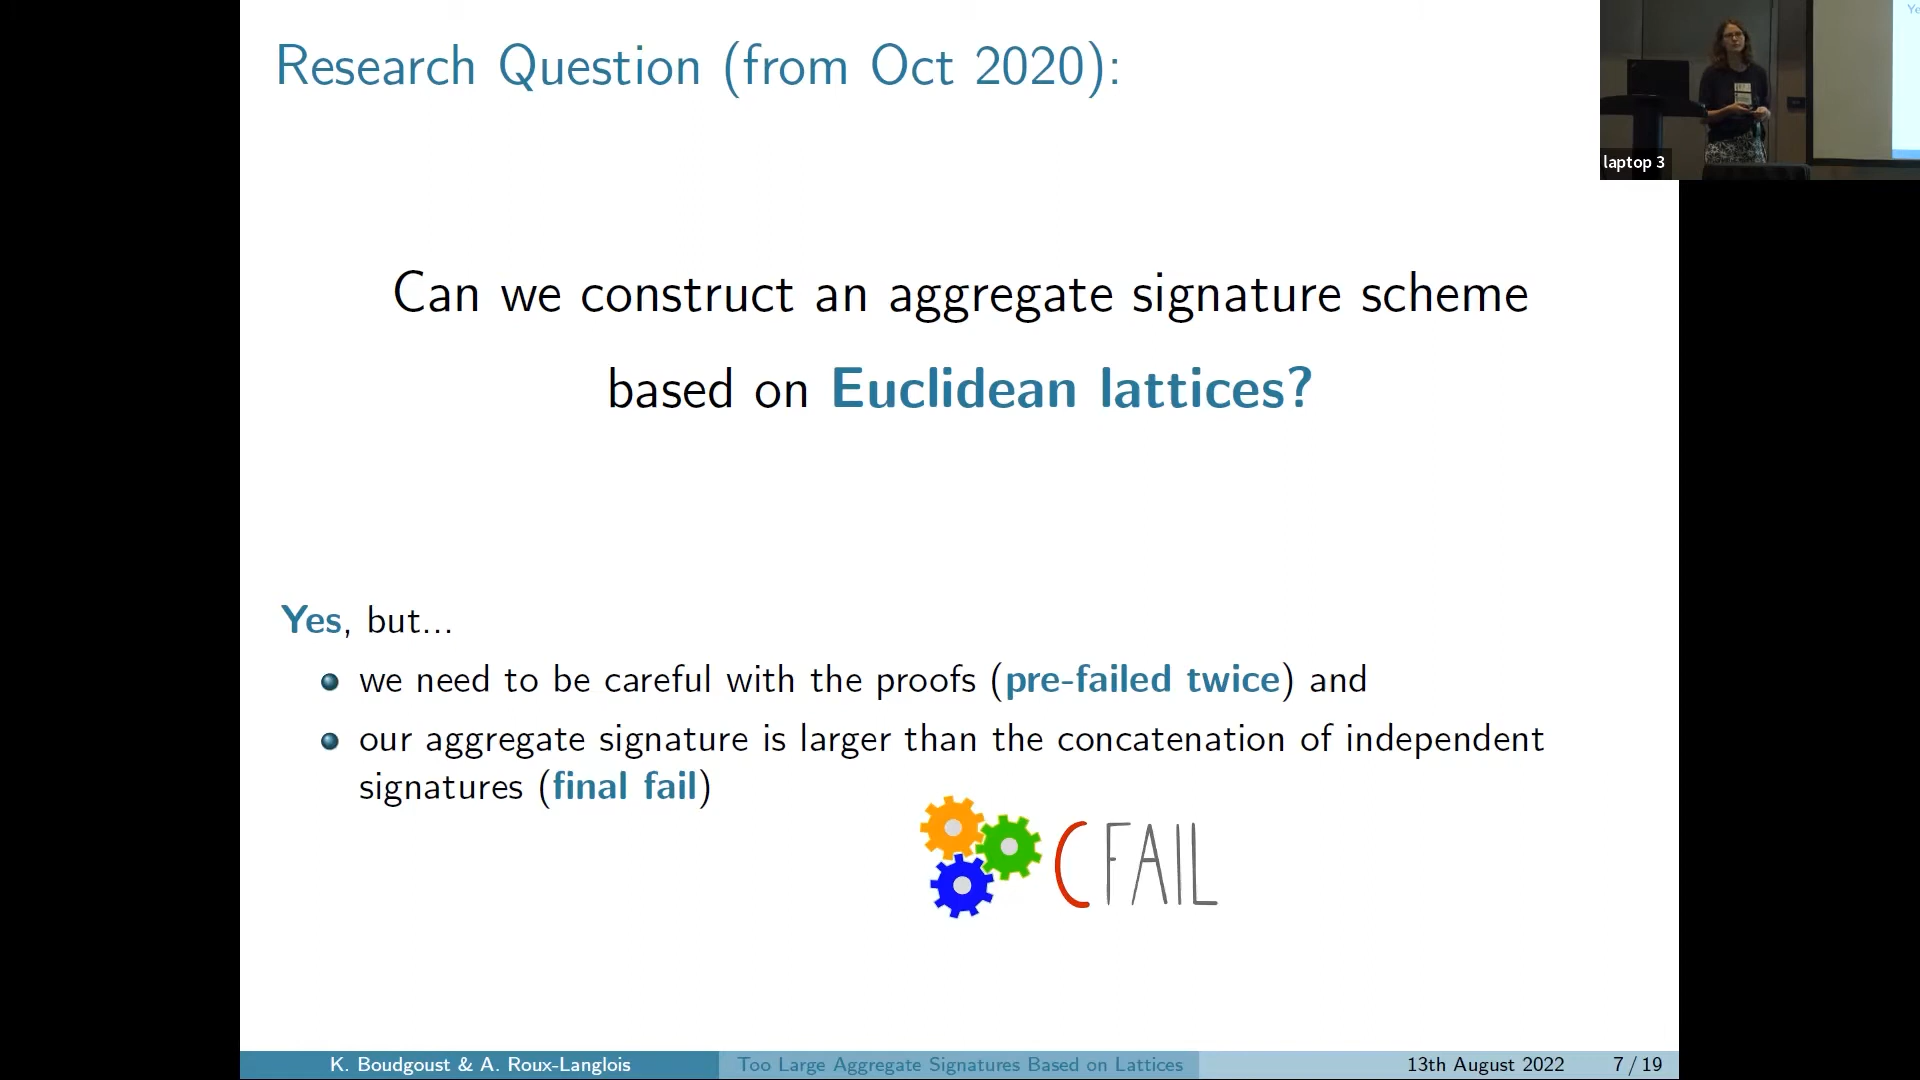 Research Question (from Oct 2020):
Ye
laptop 3
Can we construct an aggregate signature scheme
based on Euclidean lattices?
Yes, but...
we need to be careful with the proofs (pre-failed twice) and
our aggregate signature is larger than the concatenation of independent
signatures (final fail)
CFAIL
K. Boudgoust & A. Roux-Langlois
Too Large Aggregate Signatures Based on Lattices
13th August 2022
7 / 19